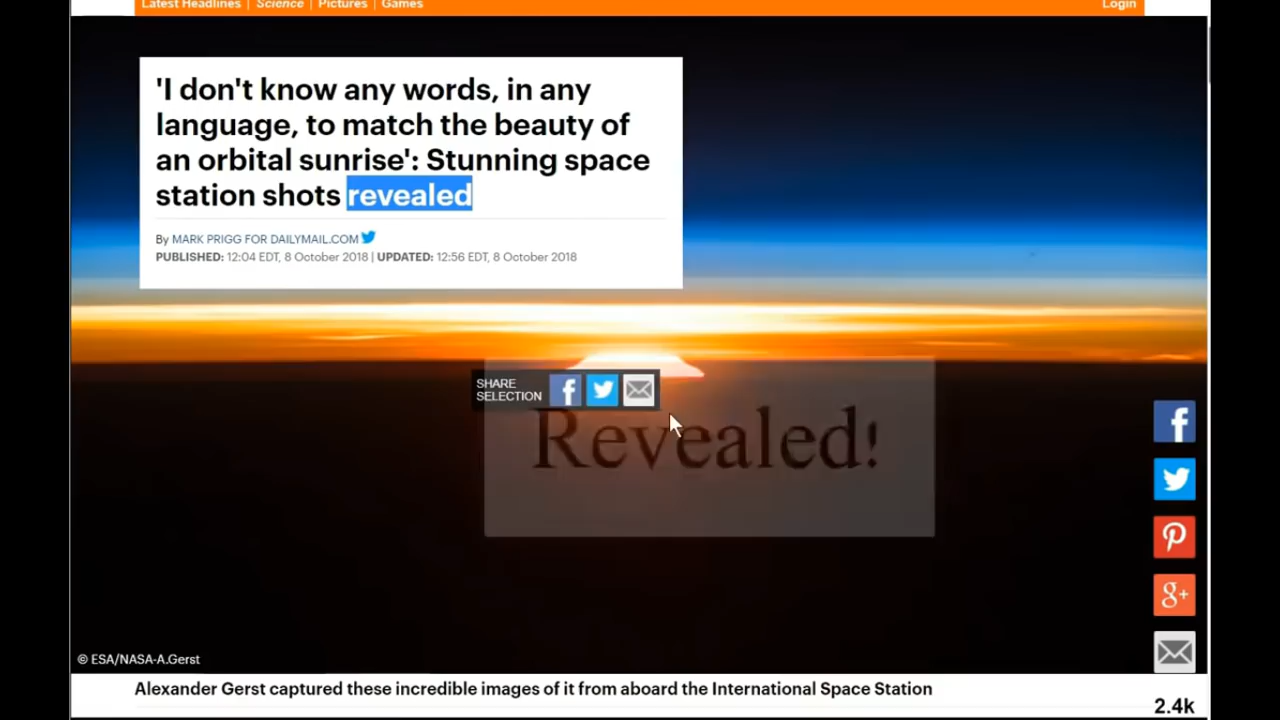 Latest Headlines | Science | Pictures | Games
Login
'I don't know any words, in any
language, to match the beauty of
an orbital sunrise': Stunning space
station shots revealed
By MARK PRIGG FOR DAILYMAIL.COM
PUBLISHED: 12:04 EDT, 8 October 2018 | UPDATED: 12:56 EDT, 8 October 2018
SHARE
SELECTION
Revealed!
g+
© ESA/NASA-A.Gerst
Alexander Gerst captured these incredible images of it from aboard the International Space Station
2.4k